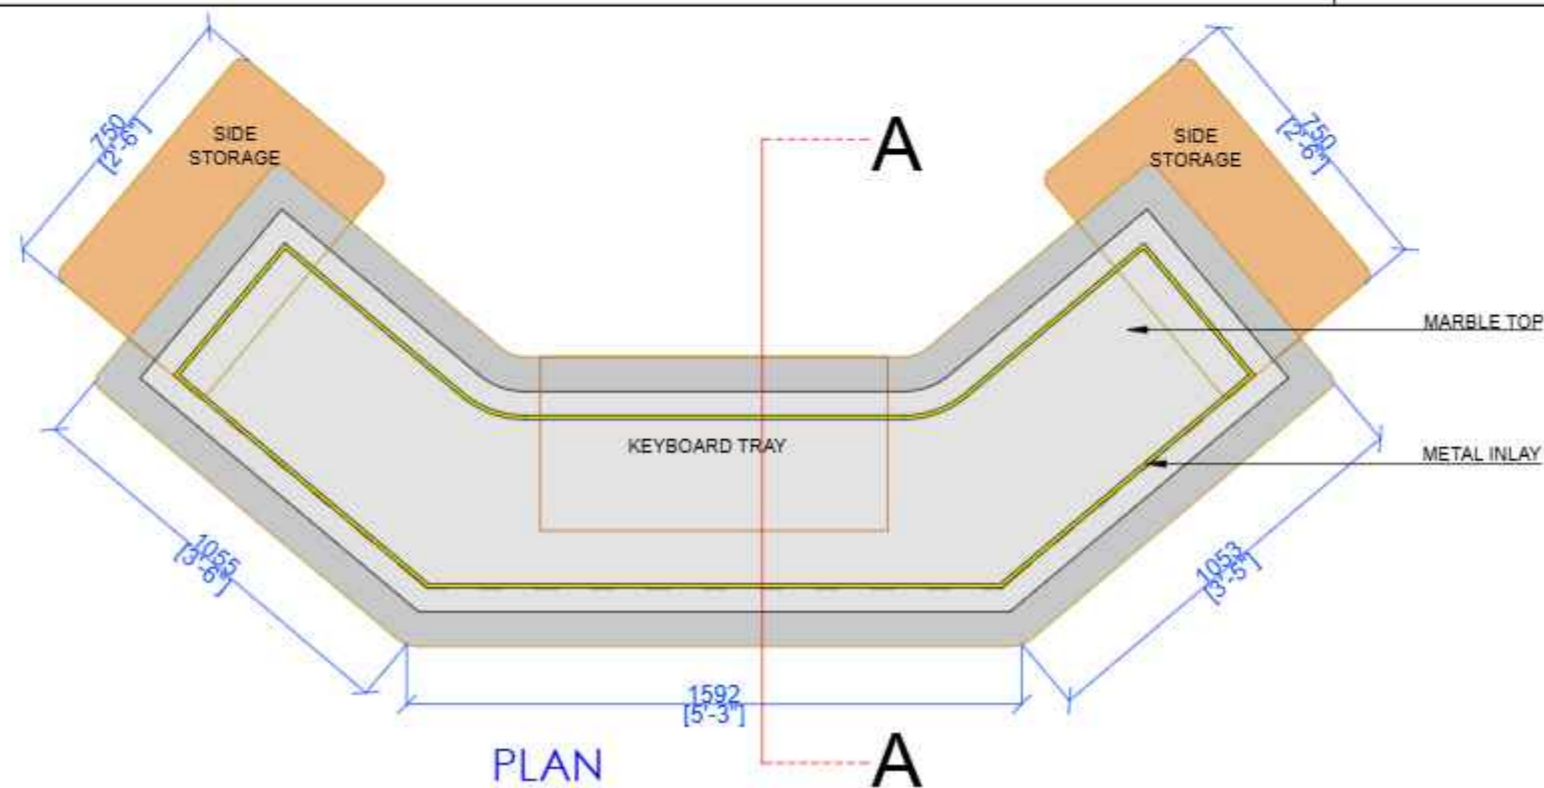 A
SIDE
STORAGE
SIDE
STORAGE
750
[2'-6"]
750
[2'-6"]
MARBLE TOP
KEYBOARD TRAY
METAL INLAY
1055
[3'-6"]
1053
[3'-5"]
1592
[5'-3"]
PLAN
A